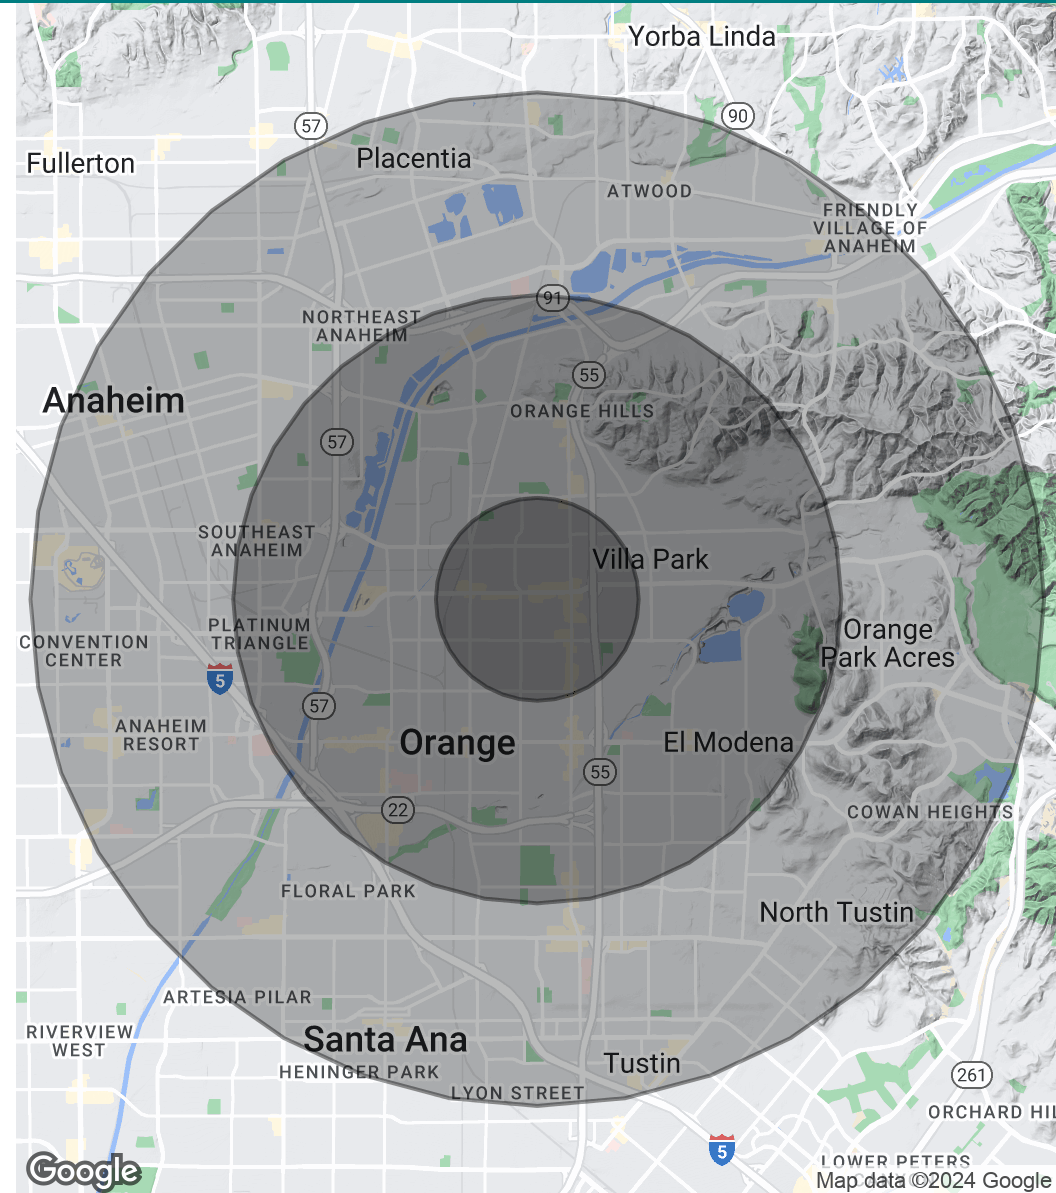 Yorba Linda
90
57
Placentia
Fullerton
ATWOOD
FRIENDLY
VILLAGE OF
ANAHEIM
91
NORTHEAST
ANAHEIM
55
Anaheim
ORANGE HILLS
57
SOUTHEAST
ANAHEIM
Villa Park
PLATINUM
TRIANGLE
CONVENTION
CENTER
Orange
Park Acres
5
57
ANAHEIM
RESORT
Orange
El Modena
55
22
COWAN HEIGHTS
FLORAL PARK
North Tustin
ARTESIA PILAR
RIVERVIEW
WEST
Santa Ana
HENINGER PARK
Tustin
261
LYON STREET
ORCHARD HIL
5
LOWER PETERS
Google
Map data ©2024 Google